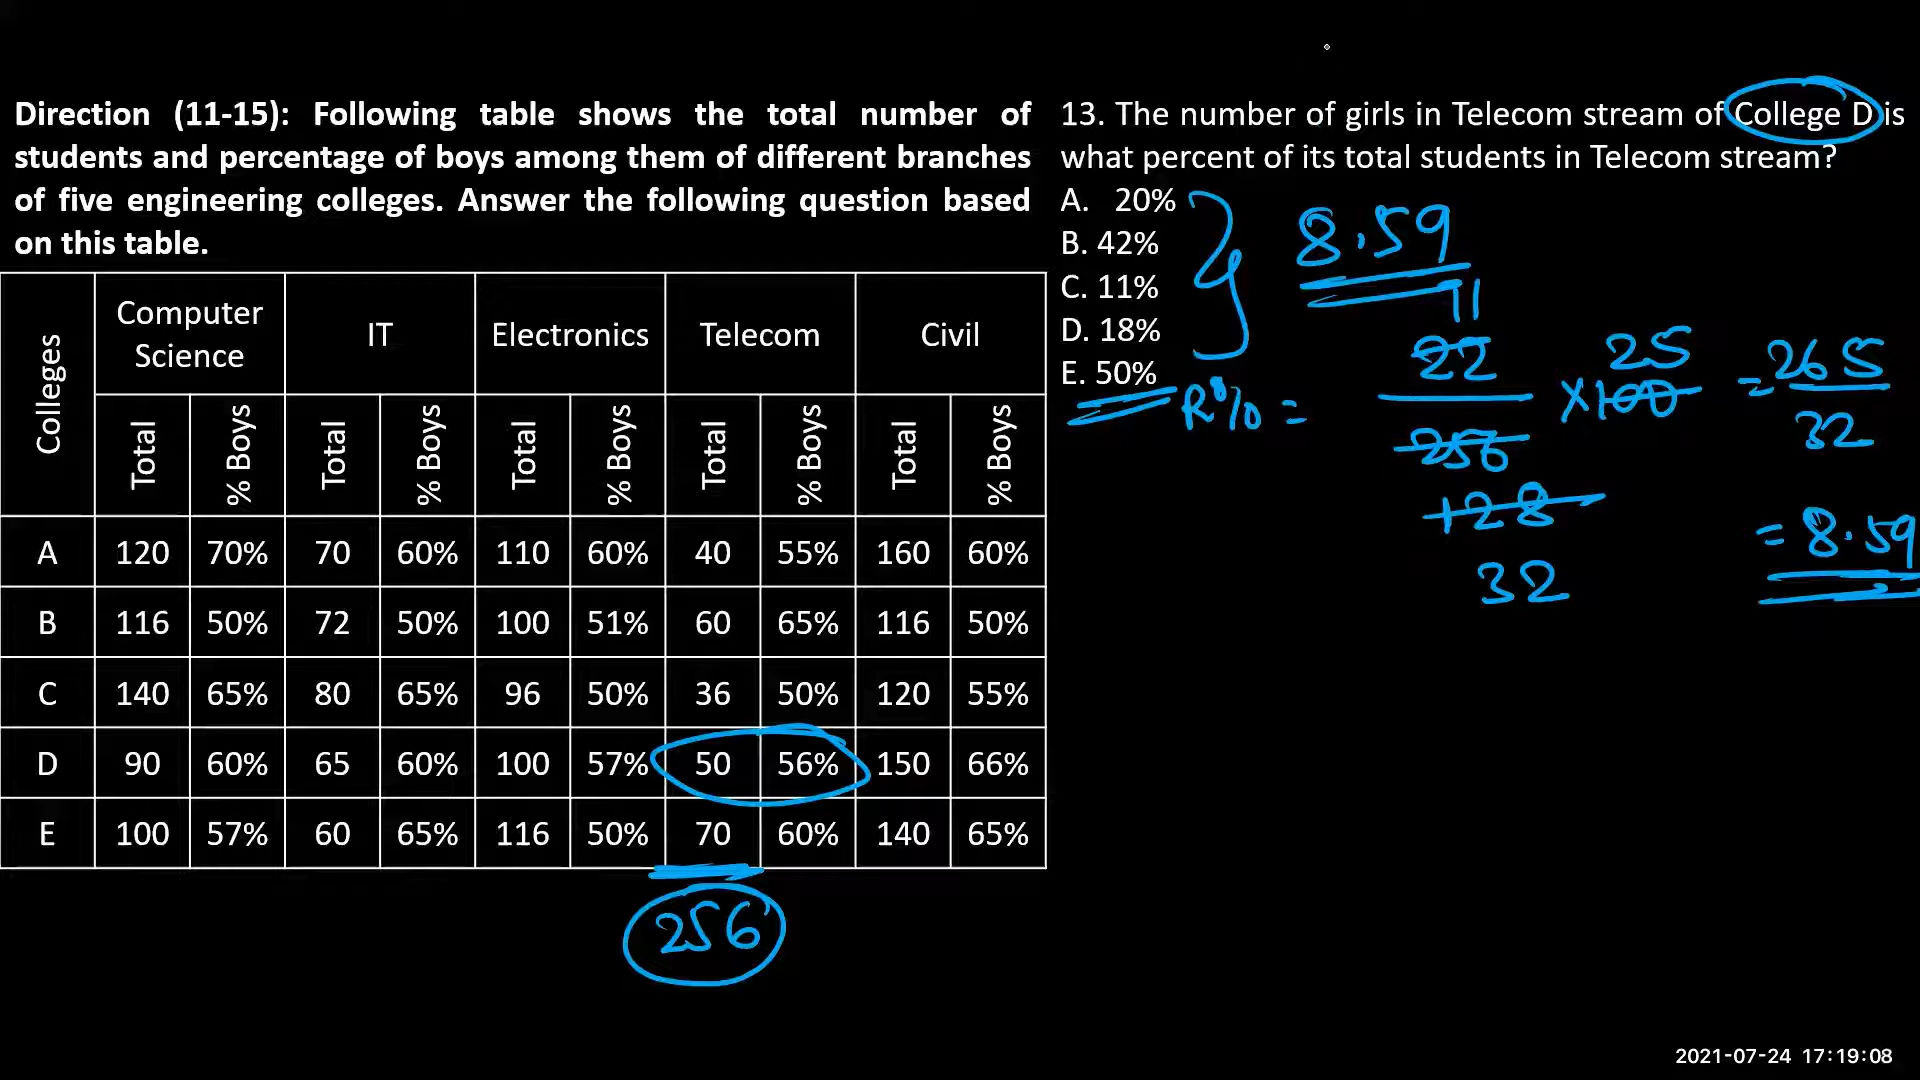 Direction (11-15): Following table shows the total number of
students and percentage of boys among them of different branches
of five engineering colleges. Answer the following question based
on this table.
Colleges Computer Science IT Electronics Telecom Civil
Total % Boys Total % Boys Total % Boys Total % Boys Total % Boys
A 120 70% 70 60% 110 60% 40 55% 160 60%
B 116 50% 72 50% 100 51% 60 65% 116 50%
C 140 65% 80 65% 96 50% 36 50% 120 55%
D 90 60% 65 60% 100 57% 50 56% 150 66%
E 100 57% 60 65% 116 50% 70 60% 140 65%
256
13. The number of girls in Telecom stream of College D is
what percent of its total students in Telecom stream?
A. 20%
B. 42%
C. 11%
D. 18%
E. 50%
8.59
11
22 25 265
R% = × 100 =
256 32
128
32
= 8.59
2021-07-24 17:19:08